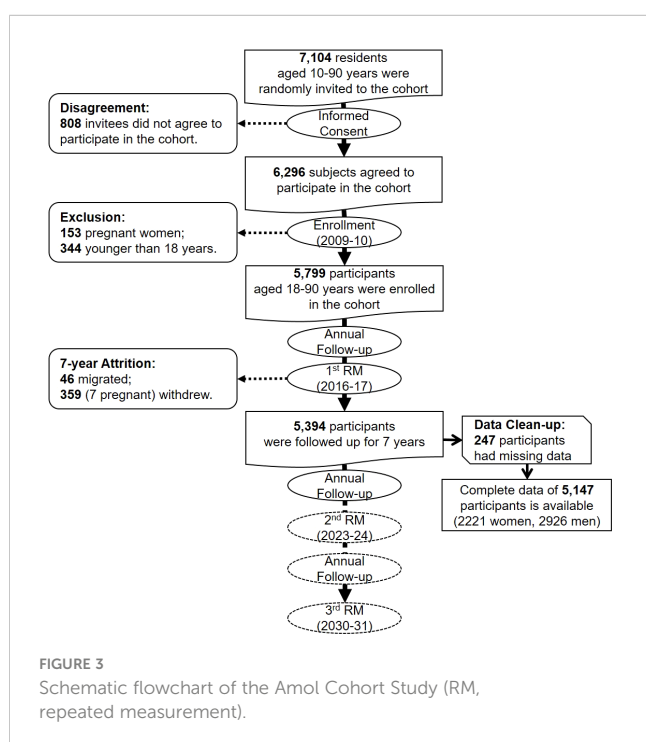 7,104 residents
aged 10-90 years were
randomly invited to the cohort
Disagreement:
808 invitees did not agree to
participate in the cohort.
Informed
Consent
6,296 subjects agreed to
participate in the cohort
Exclusion:
153 pregnant women;
344 younger than 18 years.
Enrollment
(2009-10)
5,799 participants
aged 18-90 years were enrolled
in the cohort
Annual
Follow-up
7-year Attrition:
46 migrated;
359 (7 pregnant) withdrew.
1st RM
(2016-17)
5,394 participants
were followed up for 7 years
Data Clean-up:
247 participants
had missing data
Complete data of 5,147
participants is available
(2221 women, 2926 men)
Annual
Follow-up
2nd RM
(2023-24)
Annual
Follow-up
3rd RM
(2030-31)
FIGURE 3
Schematic flowchart of the Amol Cohort Study (RM,
repeated measurement).